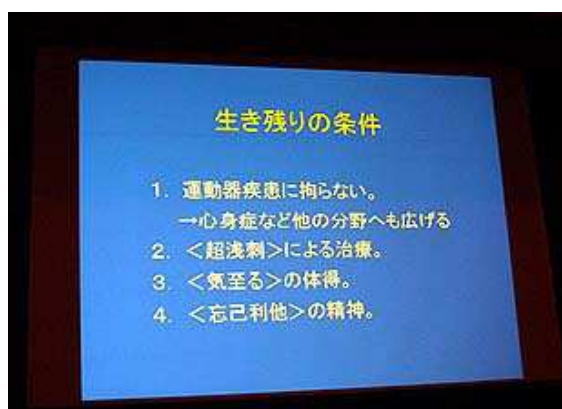 生き残りの条件
1. 運動器疾患に拘らない。
→心身症など他の分野へも広げる
2. <超浅刺>による治療。
3. <気至る>の体得。
4. <忘己利他>の精神。